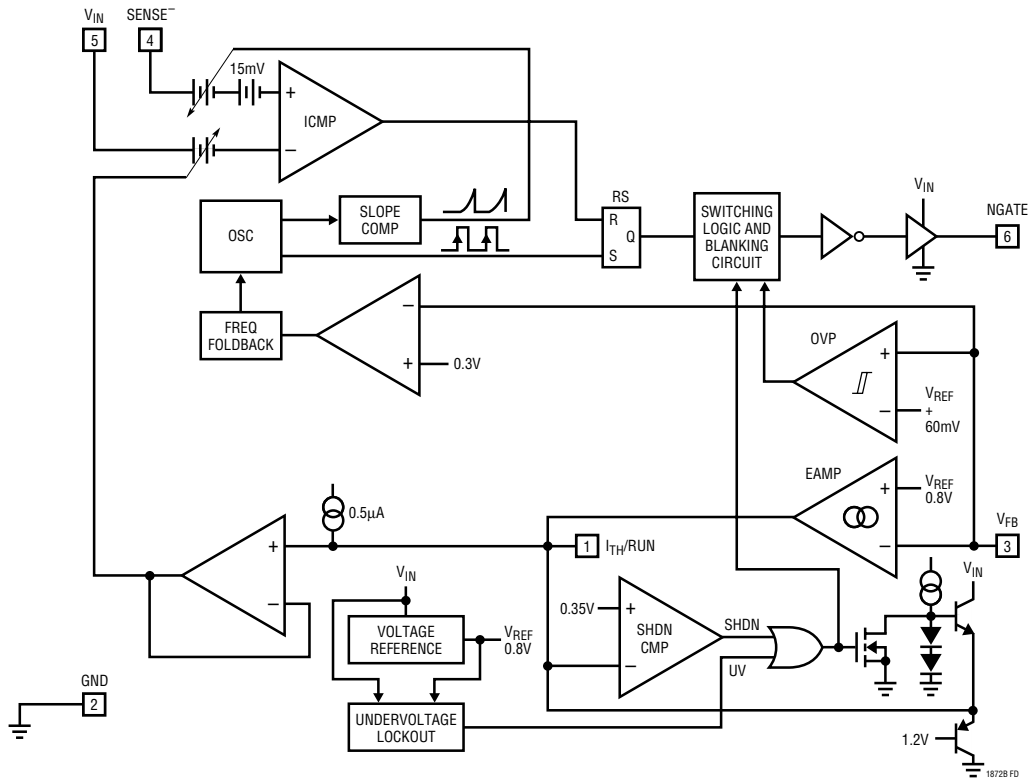 VIN
5
SENSE–
4
15mV
+
ICMP
–
OSC
SLOPE
COMP
RS
R
Q
S
SWITCHING
LOGIC AND
BLANKING
CIRCUIT
VIN
NGATE
6
FREQ
FOLDBACK
–
+
0.3V
OVP
+
–
VREF
+
60mV
EAMP
+
VREF
0.8V
–
VFB
3
0.5µA
+
–
1
ITH/RUN
VIN
VOLTAGE
REFERENCE
VREF
0.8V
UNDERVOLTAGE
LOCKOUT
0.35V
+
SHDN
CMP
–
SHDN
UV
VIN
1.2V
GND
2
1872B FD